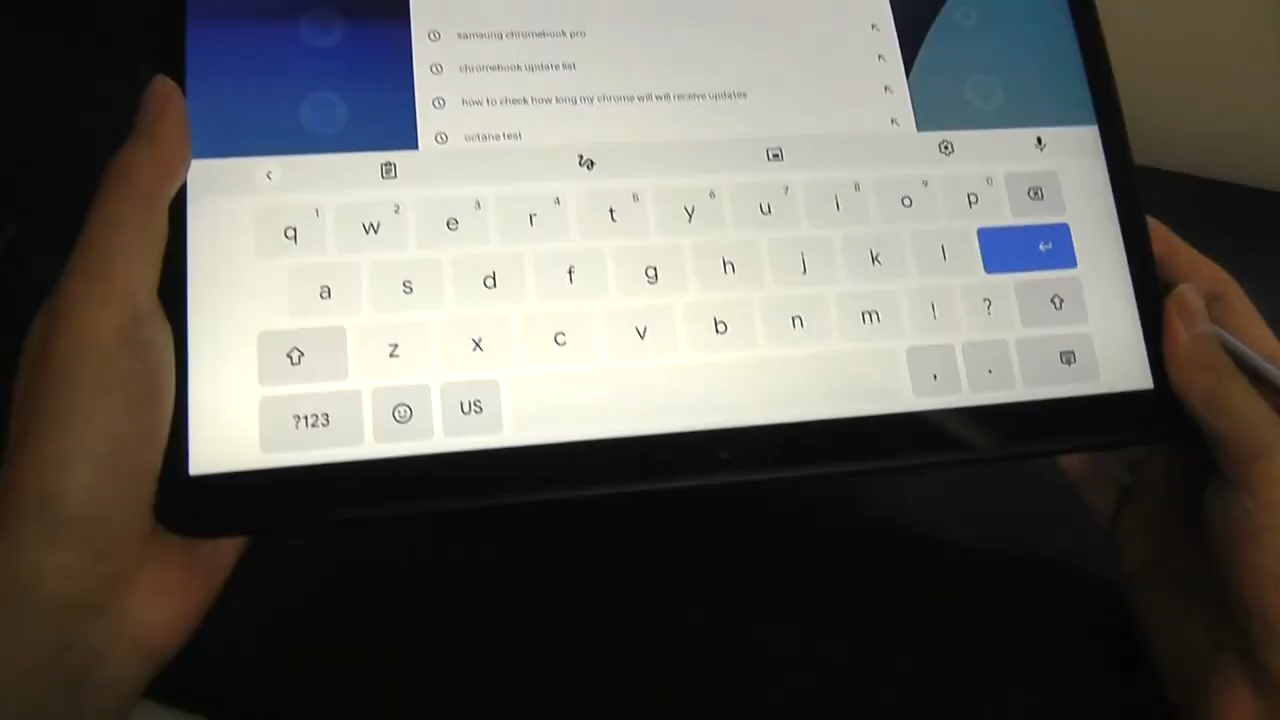 samsung chromebook pro
chromebook update list
how to check how long my chrome will will receive updates
octane test
q 1 w 2 e 3 r 4 t 5 y 6 u 7 i 8 o 9 p 0
a s d f g h j k l
z x c v b n m ! ?
?123 US , .